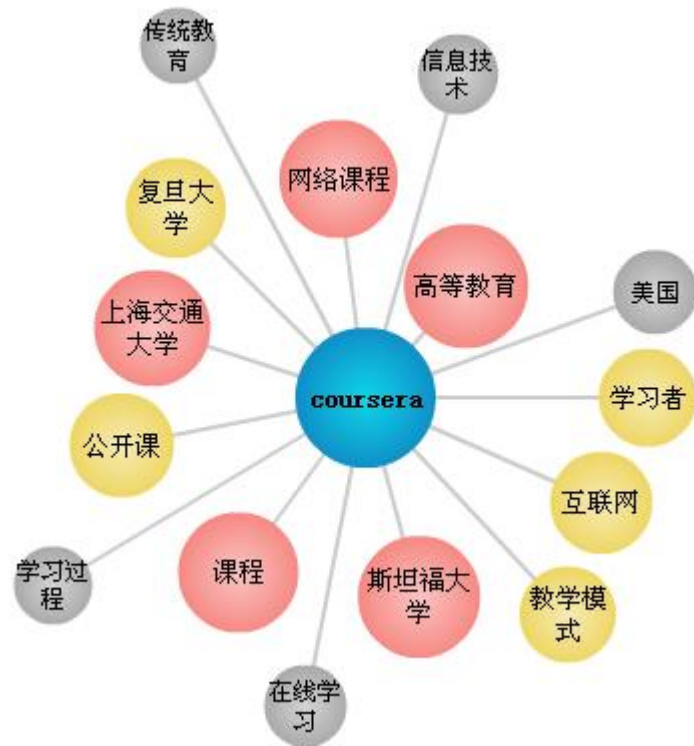 传统教
育
信息技
术
网络课程
复旦大
学
高等教育
美国
上海交通
大学
coursera
学习者
公开课
互联网
学习过
程
课程
斯坦福大
学
教学模
式
在线学
习